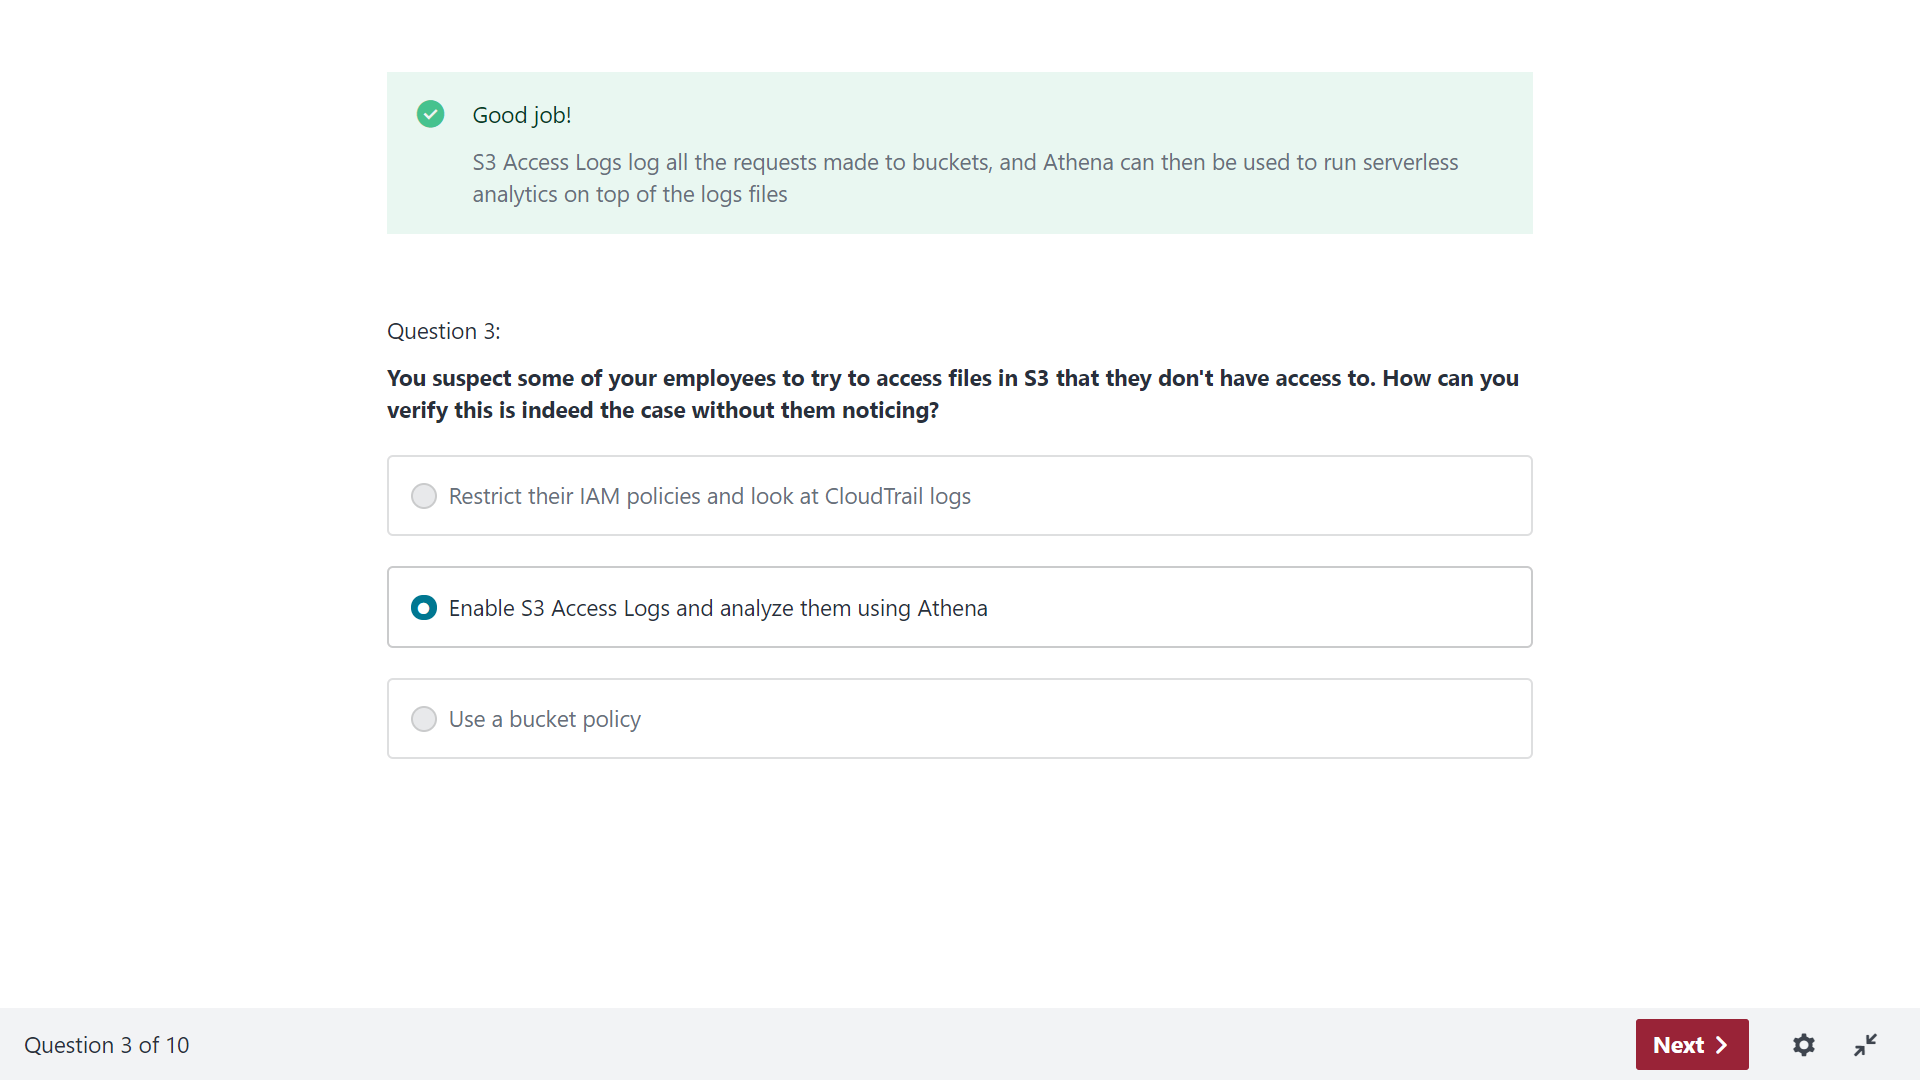 Good job!
S3 Access Logs log all the requests made to buckets, and Athena can then be used to run serverless
analytics on top of the logs files
Question 3:
You suspect some of your employees to try to access files in S3 that they don't have access to. How can you
verify this is indeed the case without them noticing?
Restrict their IAM policies and look at CloudTrail logs
Enable S3 Access Logs and analyze them using Athena
Use a bucket policy
Question 3 of 10
Next